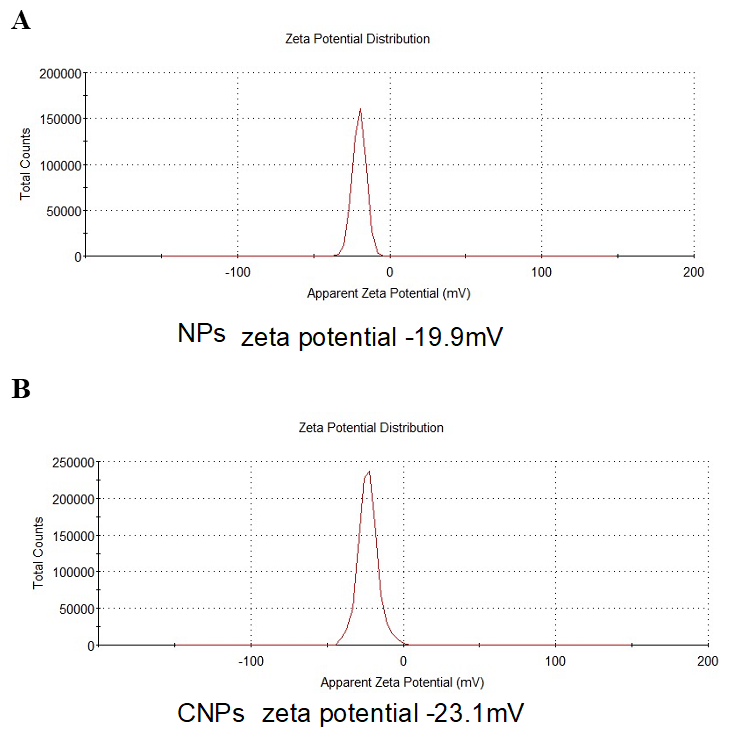 A
Zeta Potential Distribution
200000
150000
100000
50000
0
Total Counts
-100 0 100 200
Apparent Zeta Potential (mV)
NPs zeta potential -19.9mV
B
Zeta Potential Distribution
250000
200000
150000
100000
50000
0
Total Counts
-100 0 100 200
Apparent Zeta Potential (mV)
CNPs zeta potential -23.1mV